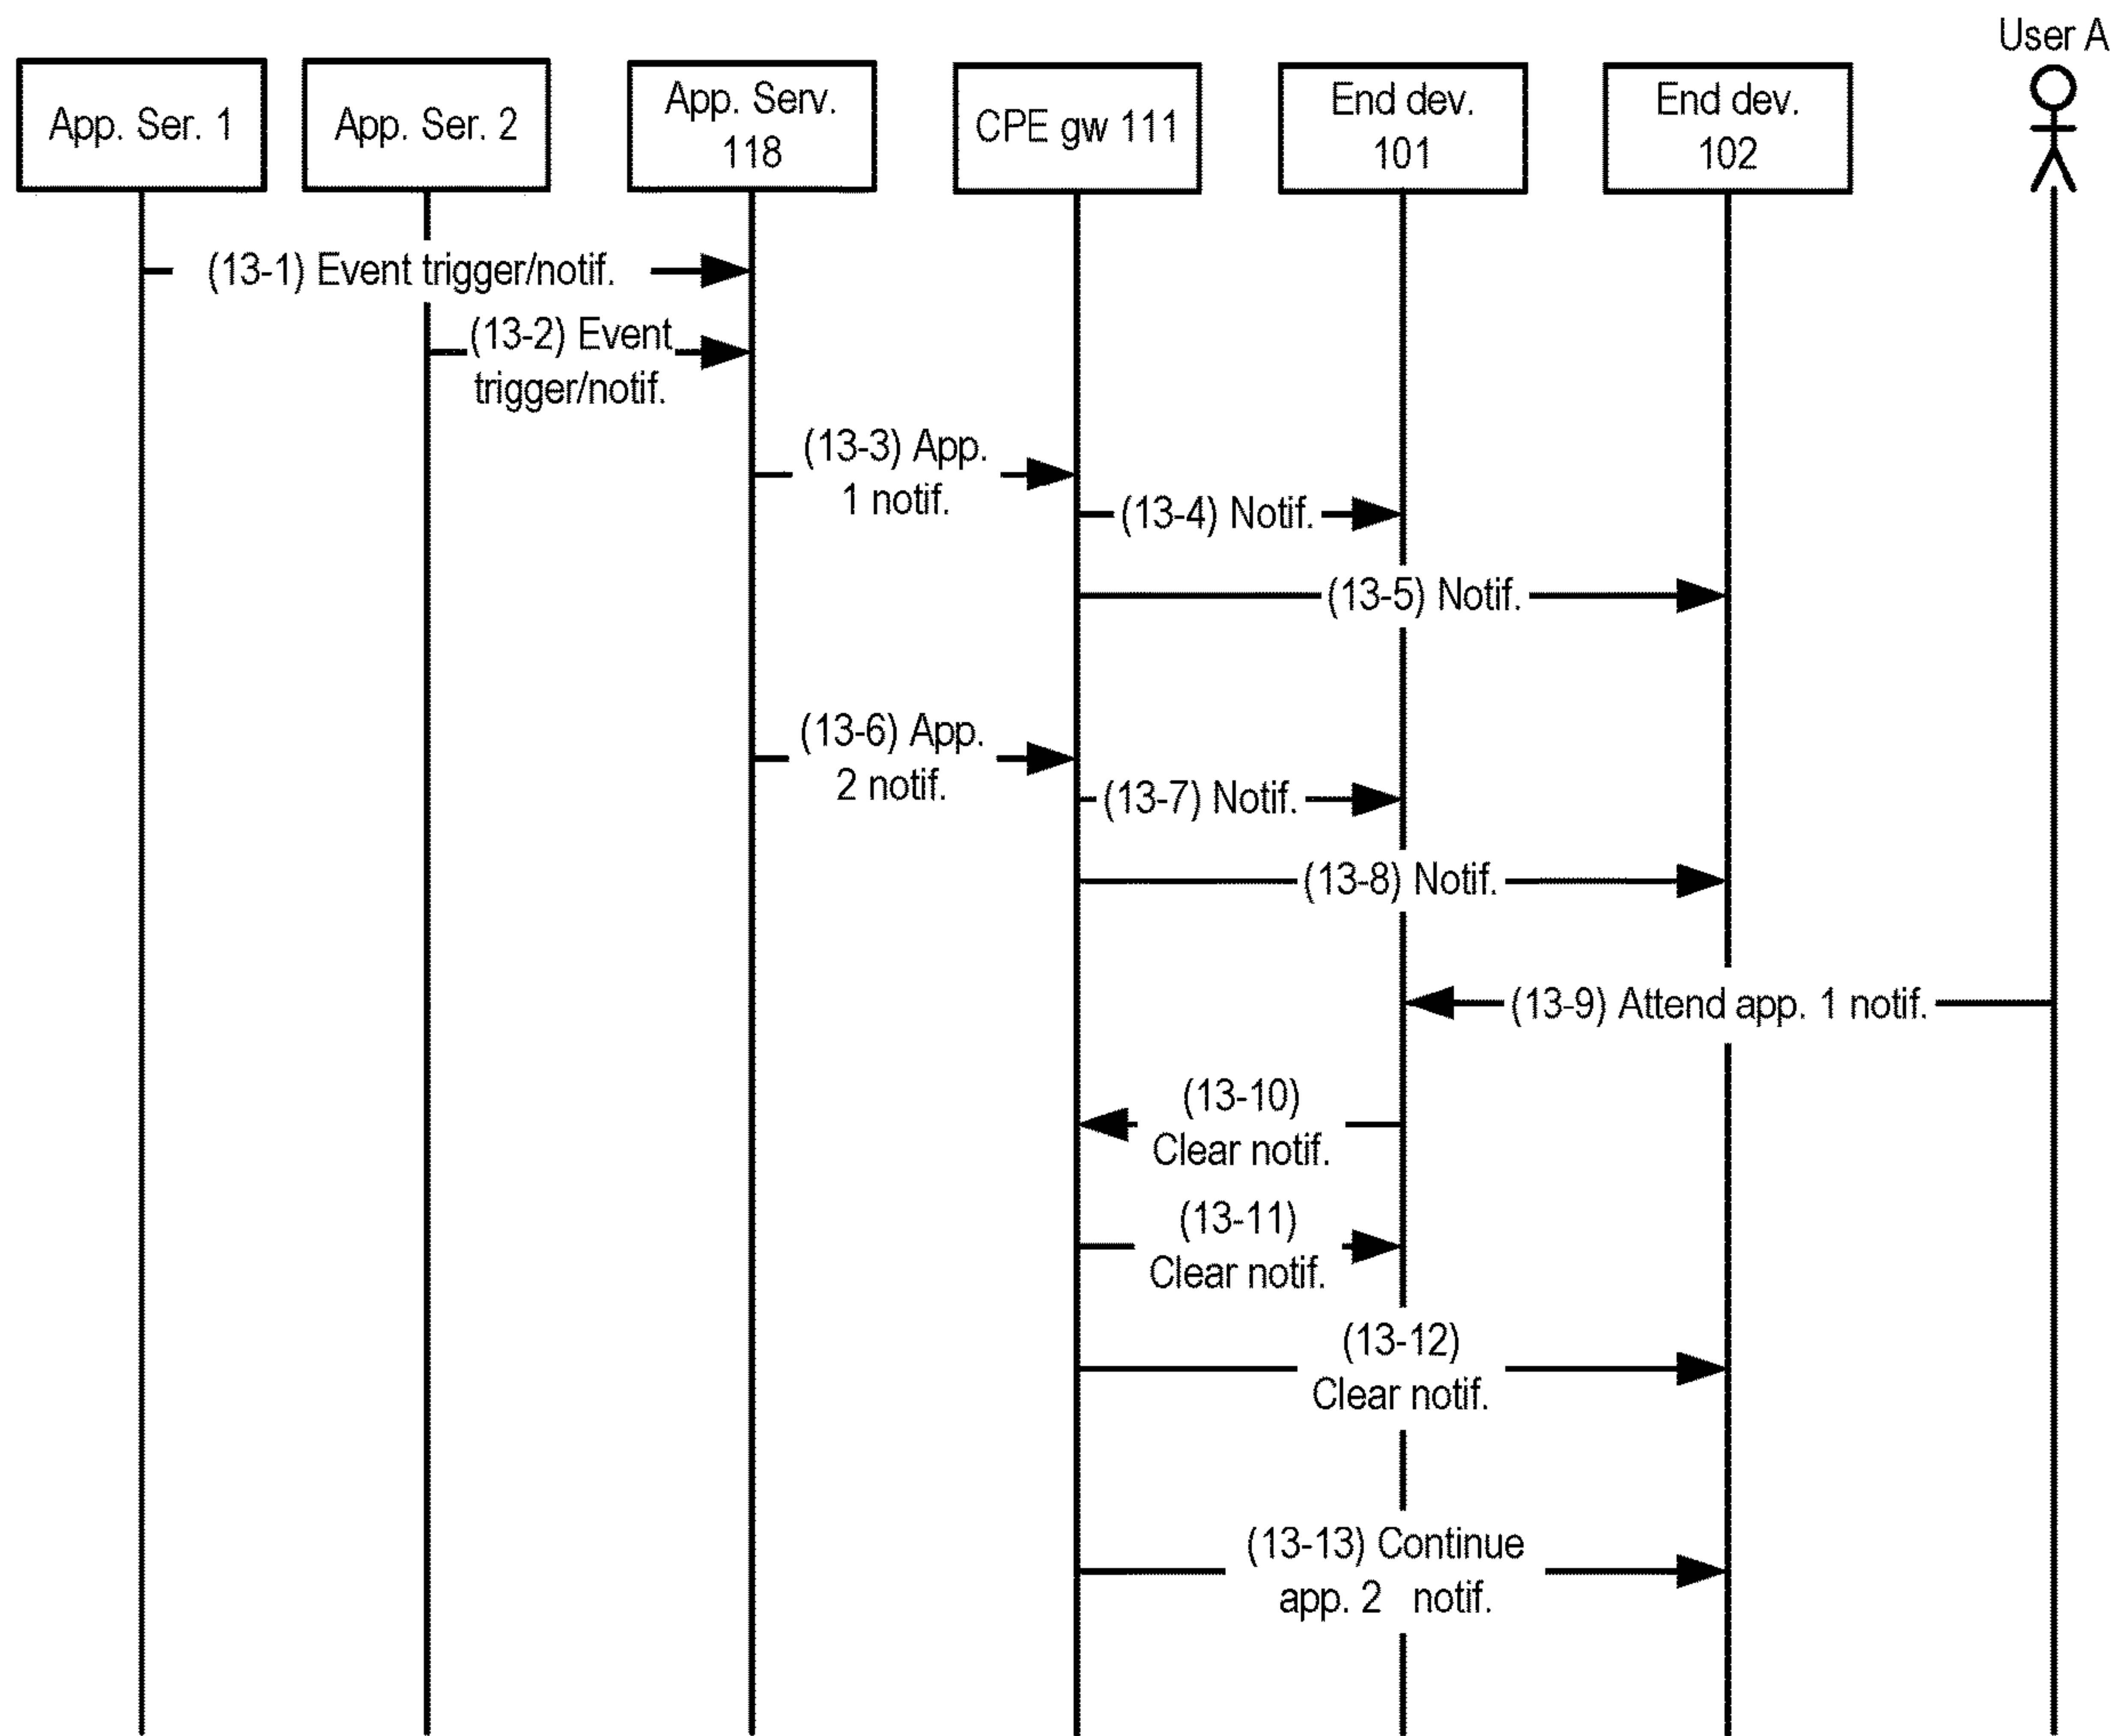 User A
App. Ser. 1
App. Ser. 2
App. Serv.
118
CPE gw 111
End dev.
101
End dev.
102
(13-1) Event trigger/notif.
(13-2) Event
trigger/notif.
(13-3) App.
1 notif.
(13-4) Notif.
(13-5) Notif.
(13-6) App.
2 notif.
(13-7) Notif.
(13-8) Notif.
(13-9) Attend app. 1 notif.
(13-10)
Clear notif.
(13-11)
Clear notif.
(13-12)
Clear notif.
(13-13) Continue
app. 2 notif.